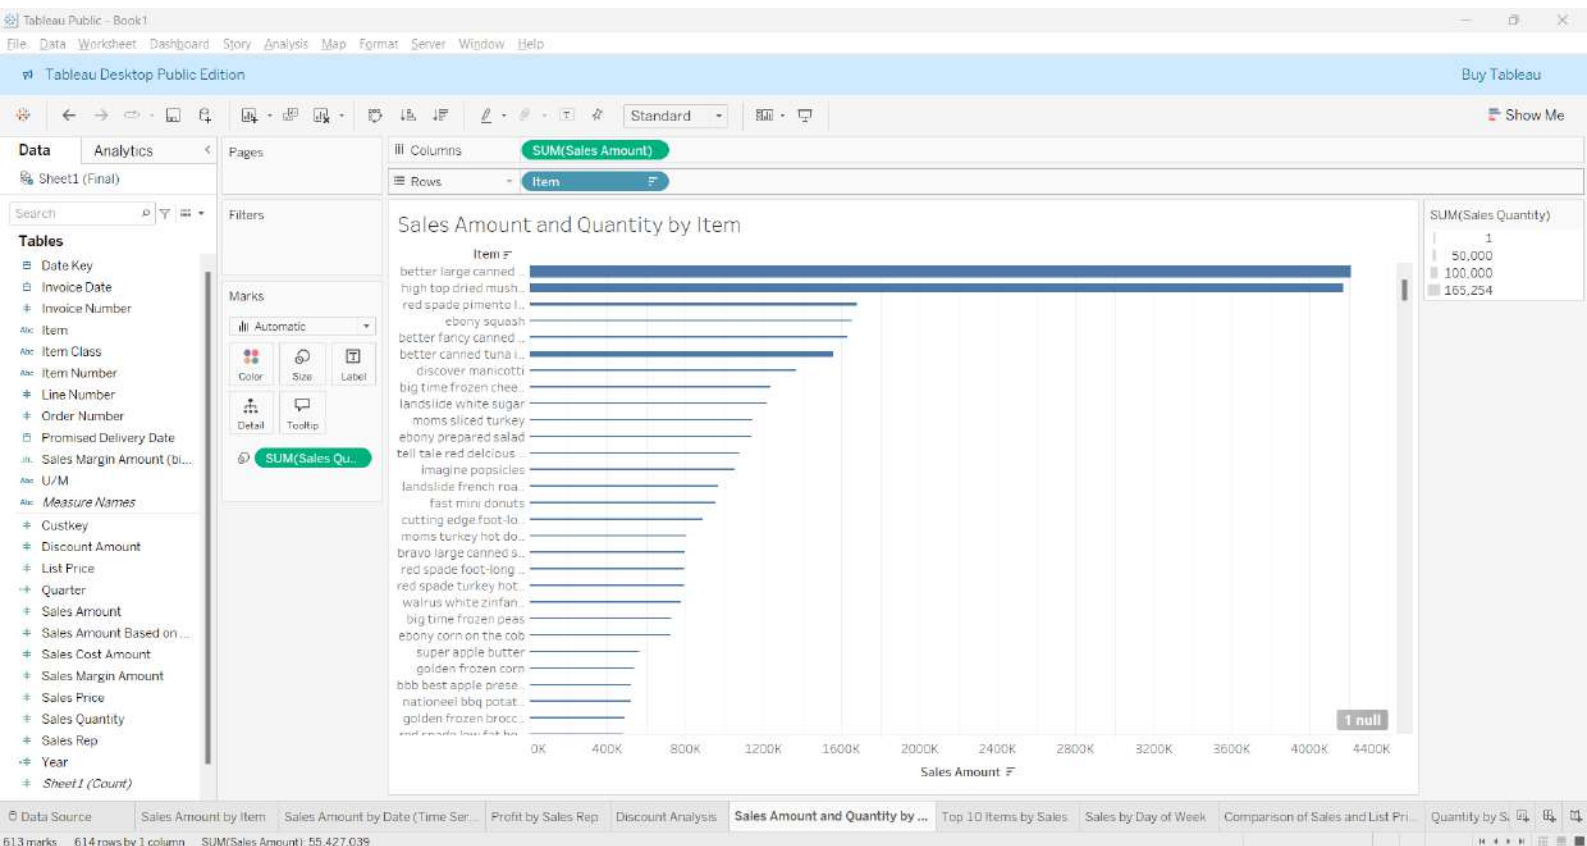 Tableau Public - Book1
File Data Worksheet Dashboard Story Analysis Map Format Server Window Help
Tableau Desktop Public Edition Buy Tableau
Standard Show Me
Data Analytics
Sheet1 (Final)
Search
Tables
Date Key
Invoice Date
Invoice Number
Abc Item
Abc Item Class
Abc Item Number
Line Number
Order Number
Promised Delivery Date
Sales Margin Amount (bi...
Abc U/M
Abc Measure Names
Custkey
Discount Amount
List Price
Quarter
Sales Amount
Sales Amount Based on ...
Sales Cost Amount
Sales Margin Amount
Sales Price
Sales Quantity
Sales Rep
Year
Sheet1 (Count)
Pages
Filters
Marks
Automatic
Color Size Label
Detail Tooltip
SUM(Sales Qu..
Columns SUM(Sales Amount)
Rows Item
Sales Amount and Quantity by Item
Item
better large canned ..
high top dried mush..
red spade pimento l..
ebony squash
better fancy canned ..
better canned tuna i..
discover manicotti
big time frozen chee..
landslide white sugar
moms sliced turkey
ebony prepared salad
tell tale red delcious ..
imagine popsicles
landslide french roa..
fast mini donuts
cutting edge foot-lo..
moms turkey hot do..
bravo large canned s..
red spade foot-long ..
red spade turkey hot..
walrus white zinfan..
big time frozen peas
ebony corn on the cob
super apple butter
golden frozen corn
bbb best apple prese..
nationeel bbq potat..
golden frozen brocc..
1 null
0K 400K 800K 1200K 1600K 2000K 2400K 2800K 3200K 3600K 4000K 4400K
Sales Amount
SUM(Sales Quantity)
1
50,000
100,000
165,254
Data Source Sales Amount by Item Sales Amount by Date (Time Ser... Profit by Sales Rep Discount Analysis Sales Amount and Quantity by ... Top 10 Items by Sales Sales by Day of Week Comparison of Sales and List Pri... Quantity by S
613 marks 614 rows by 1 column SUM(Sales Amount): 55,427,039